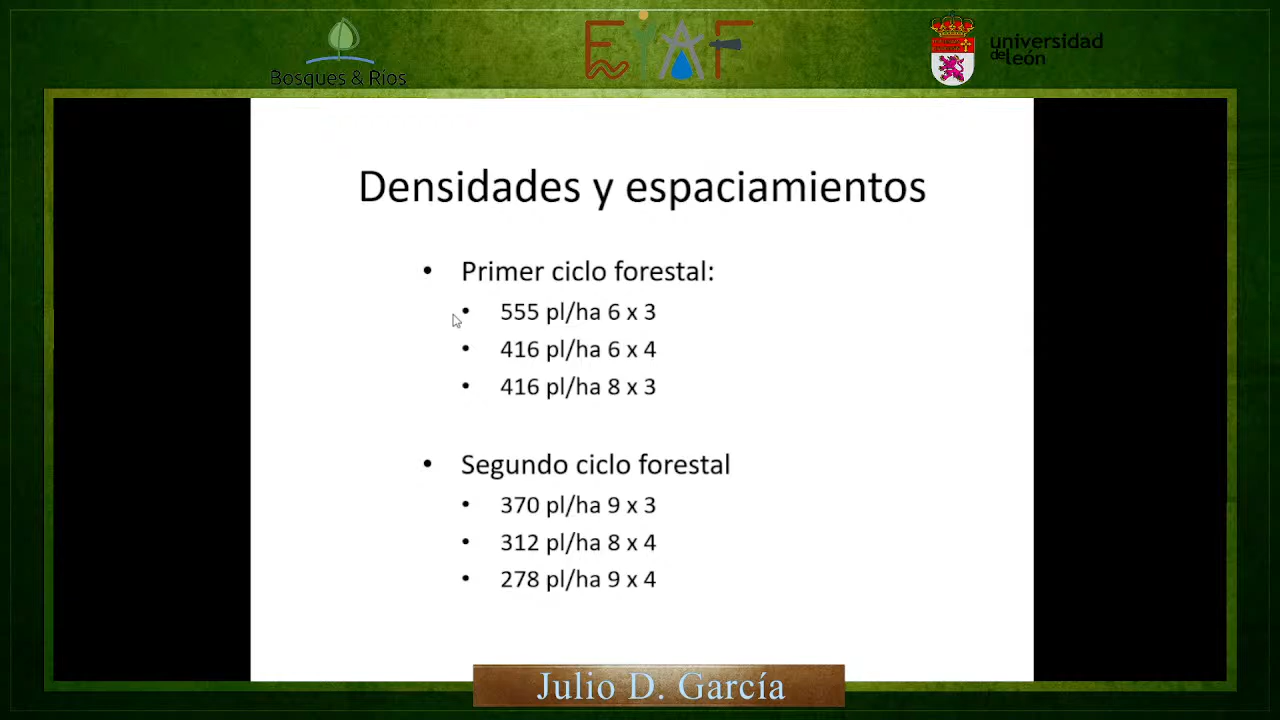 Bosques & Ríos
EIAF
universidad
de león
Densidades y espaciamientos
• Primer ciclo forestal:
• 555 pl/ha 6 x 3
• 416 pl/ha 6 x 4
• 416 pl/ha 8 x 3
• Segundo ciclo forestal
• 370 pl/ha 9 x 3
• 312 pl/ha 8 x 4
• 278 pl/ha 9 x 4
Julio D. García